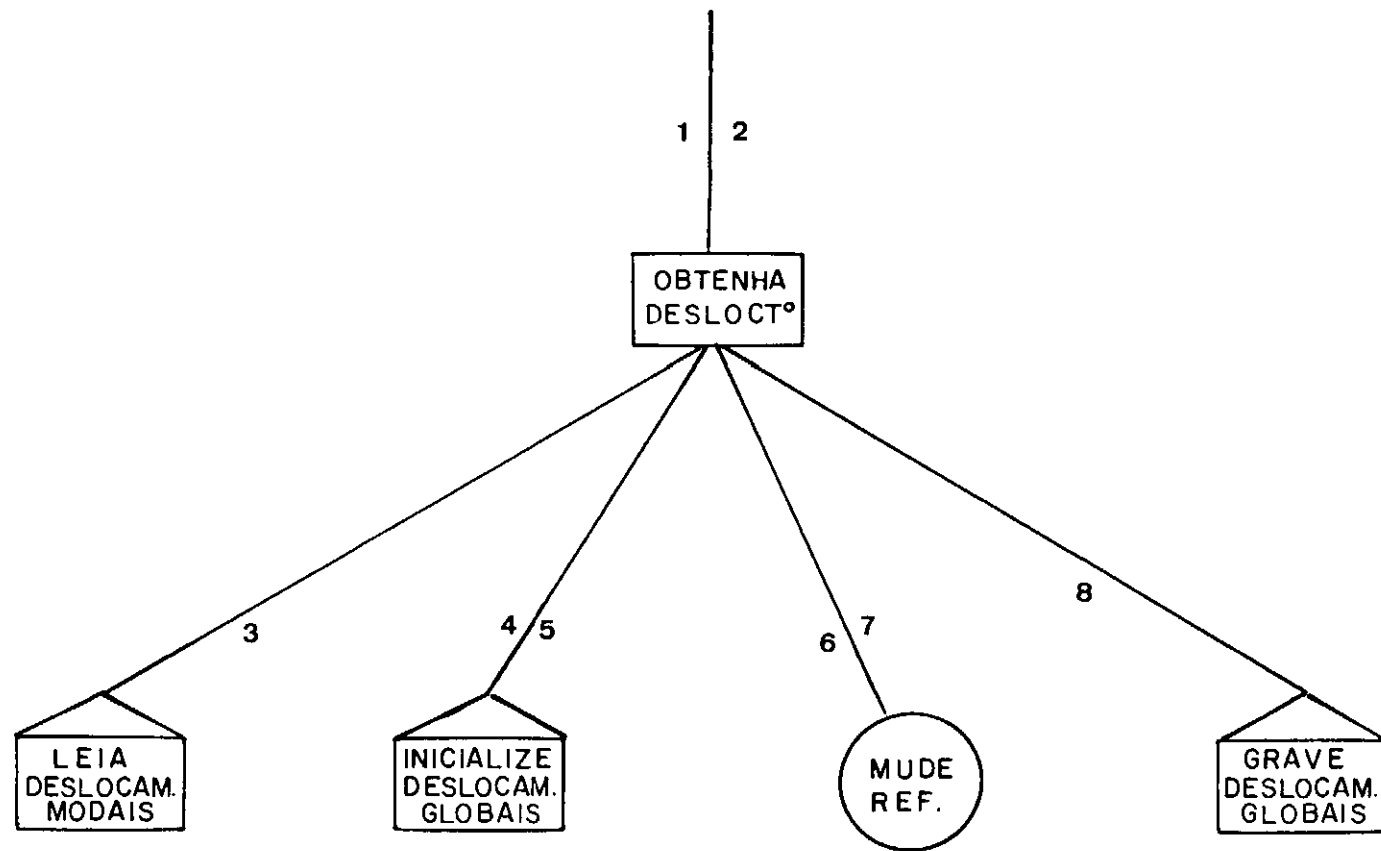 1 2
OBTENHA
DESLOCTº
3
4 5
6 7
8
LEIA
DESLOCAM.
MODAIS
INICIALIZE
DESLOCAM.
GLOBAIS
MUDE
REF.
GRAVE
DESLOCAM.
GLOBAIS